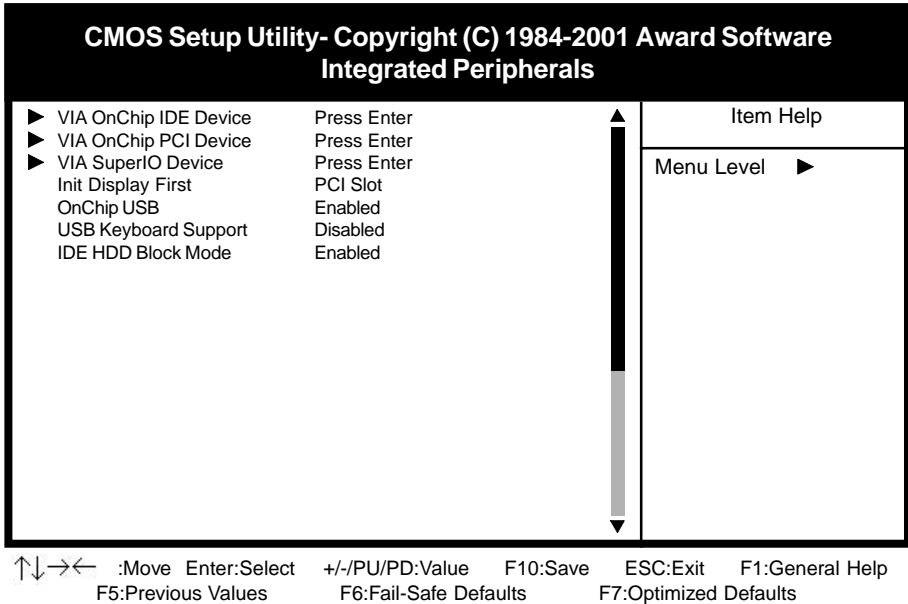 CMOS Setup Utility- Copyright (C) 1984-2001 Award Software
Integrated Peripherals
▶ VIA OnChip IDE Device Press Enter
▶ VIA OnChip PCI Device Press Enter
▶ VIA SuperIO Device Press Enter
Init Display First PCI Slot
OnChip USB Enabled
USB Keyboard Support Disabled
IDE HDD Block Mode Enabled
Item Help
Menu Level ▶
↑↓→← :Move Enter:Select +/-/PU/PD:Value F10:Save ESC:Exit F1:General Help
F5:Previous Values F6:Fail-Safe Defaults F7:Optimized Defaults